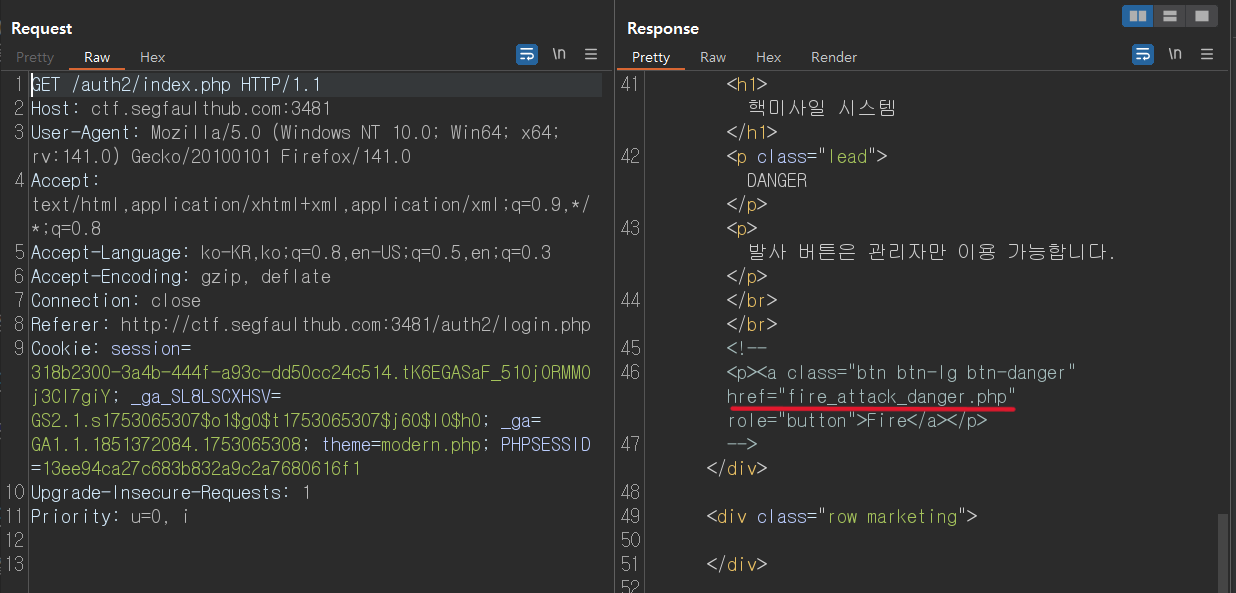 Request
Pretty Raw Hex \n
1 GET /auth2/index.php HTTP/1.1
2 Host: ctf.segfaulthub.com:3481
3 User-Agent: Mozilla/5.0 (Windows NT 10.0; Win64; x64;
rv:141.0) Gecko/20100101 Firefox/141.0
4 Accept:
text/html,application/xhtml+xml,application/xml;q=0.9,*/
*;q=0.8
5 Accept-Language: ko-KR,ko;q=0.8,en-US;q=0.5,en;q=0.3
6 Accept-Encoding: gzip, deflate
7 Connection: close
8 Referer: http://ctf.segfaulthub.com:3481/auth2/login.php
9 Cookie: session=
318b2300-3a4b-444f-a93c-dd50cc24c514.tK6EGASaF_510j0RMMO
j3Cl7giY; _ga_SL8LSCXHSV=
GS2.1.s1753065307$o1$g0$t1753065307$j60$l0$h0; _ga=
GA1.1.1851372084.1753065308; theme=modern.php; PHPSESSID
=13ee94ca27c683b832a9c2a7680616f1
10 Upgrade-Insecure-Requests: 1
11 Priority: u=0, i
12
13
Response
Pretty Raw Hex Render \n
41 <h1>
핵미사일 시스템
</h1>
42 <p class="lead">
DANGER
</p>
43 <p>
발사 버튼은 관리자만 이용 가능합니다.
</p>
44 </br>
</br>
45 <!--
46 <p><a class="btn btn-lg btn-danger"
href="fire_attack_danger.php"
role="button">Fire</a></p>
47 -->
</div>
48
49 <div class="row marketing">
50
51 </div>
52